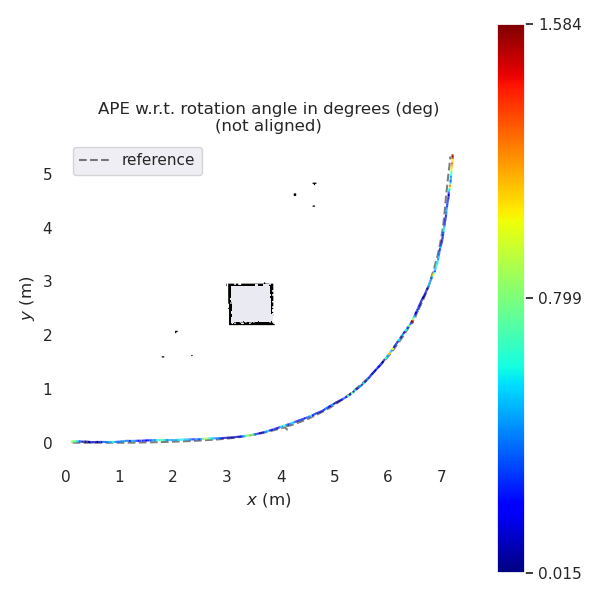 APE w.r.t. rotation angle in degrees (deg)
(not aligned)
reference
5
4
3
2
1
0
y (m)
0 1 2 3 4 5 6 7
x (m)
1.584
0.799
0.015